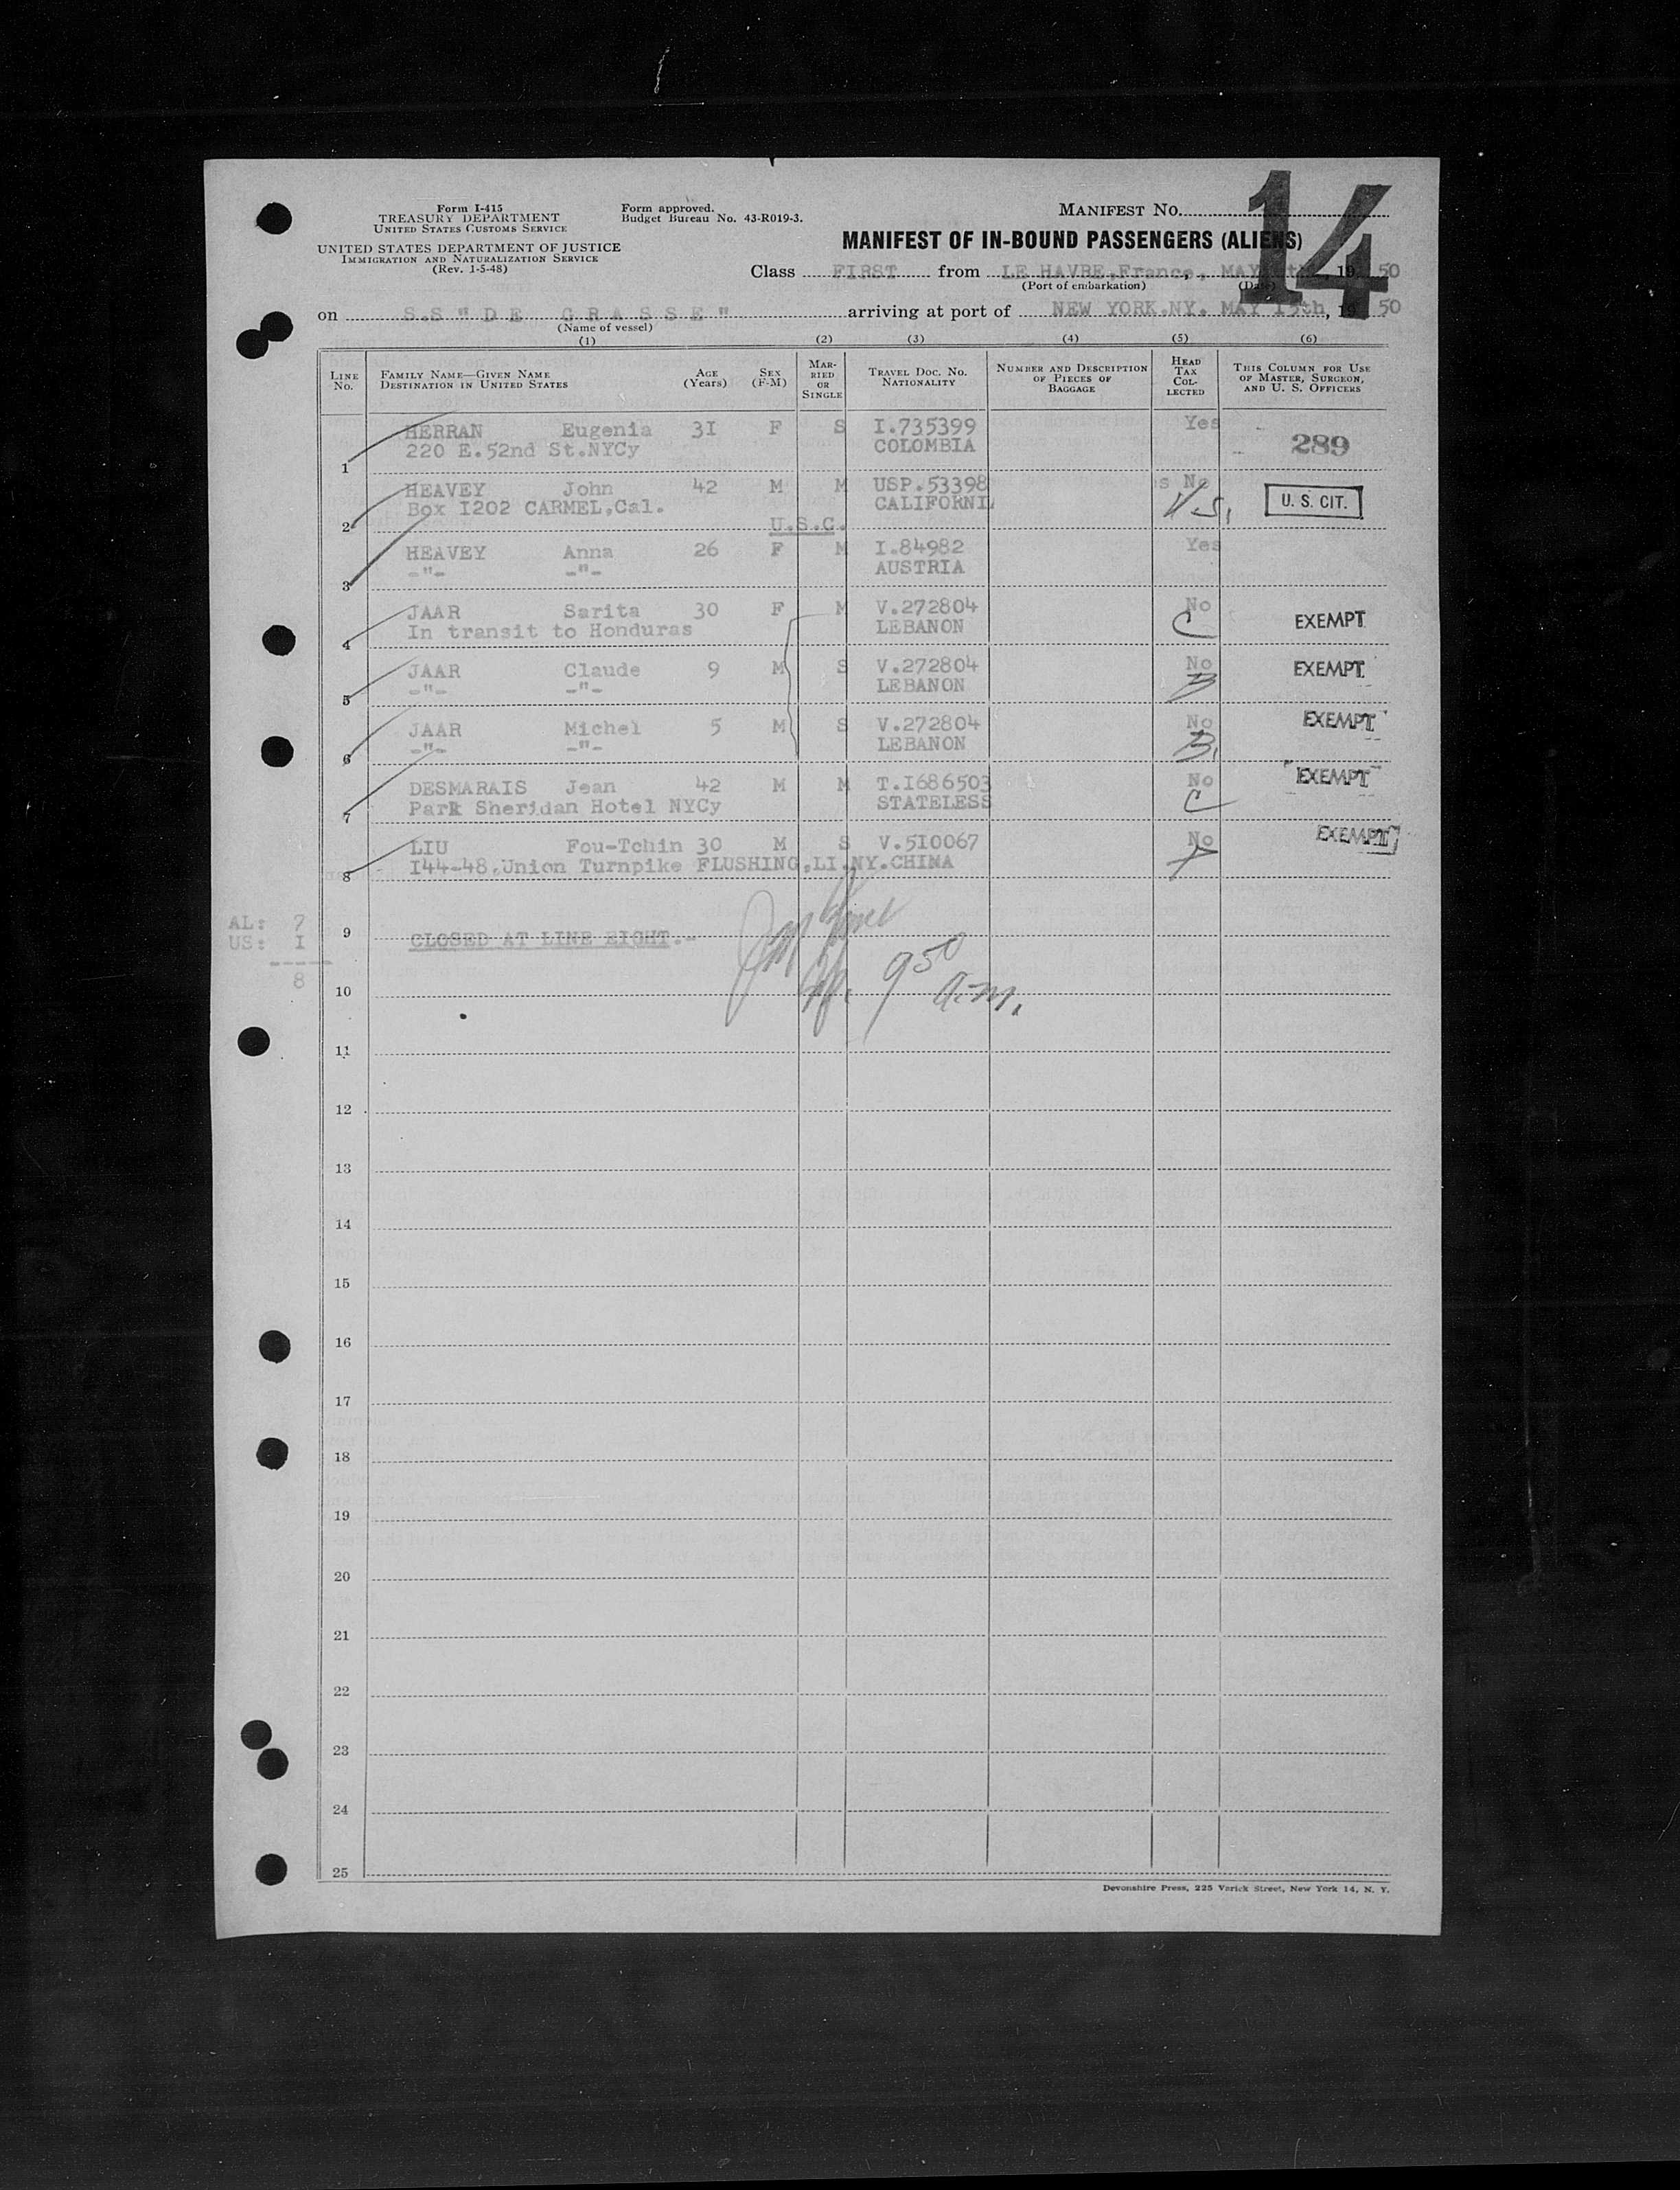 Form I-415
TREASURY DEPARTMENT
UNITED STATES CUSTOMS SERVICE
UNITED STATES DEPARTMENT OF JUSTICE
IMMIGRATION AND NATURALIZATION SERVICE
(Rev. 1-5-48)
Form approved.
Budget Bureau No. 43-R019-3.
MANIFEST No.
14
MANIFEST OF IN-BOUND PASSENGERS (ALIENS)
Class FIRST from LE HAVRE, France, MAY , 19 50
(Port of embarkation) (Date)
on S.S "DE GRASSE" arriving at port of NEW YORK.NY. MAY 15th, 19 50
(Name of vessel)
(1) (2) (3) (4) (5) (6)
LINE No.
FAMILY NAME—GIVEN NAME
DESTINATION IN UNITED STATES
AGE (Years)
SEX (F-M)
MARRIED OR SINGLE
TRAVEL DOC. NO.
NATIONALITY
NUMBER AND DESCRIPTION OF PIECES OF BAGGAGE
HEAD TAX COLLECTED
THIS COLUMN FOR USE OF MASTER, SURGEON, AND U. S. OFFICERS
1 HERRAN Eugenia 3I F S I.735399 Yes 289
220 E.52nd St.NYCy COLOMBIA
2 HEAVEY John 42 M M USP.53398 s No U. S. CIT.
Box I202 CARMEL,Cal. CALIFORNI
U.S.C.
3 HEAVEY Anna 26 F M I.84982 Yes
-"- -"- AUSTRIA
4 JAAR Sarita 30 F M V.272804 No C EXEMPT
In transit to Honduras LEBANON
5 JAAR Claude 9 M S V.272804 No B EXEMPT
-"- -"- LEBANON
6 JAAR Michel 5 M S V.272804 No B. EXEMPT
-"- -"- LEBANON
7 DESMARAIS Jean 42 M M T.I686503 No C EXEMPT
Park Sheridan Hotel NYCy STATELESS
8 LIU Fou-Tchin 30 M S V.5I0067 No EXEMPT
I44-48,Union Turnpike FLUSHING,LI.NY.CHINA
AL: 7
US: I
8
9 CLOSED AT LINE EIGHT.-
9 50
a.m.
10
11
12
13
14
15
16
17
18
19
20
21
22
23
24
25
Devonshire Press, 225 Varick Street, New York 14, N. Y.